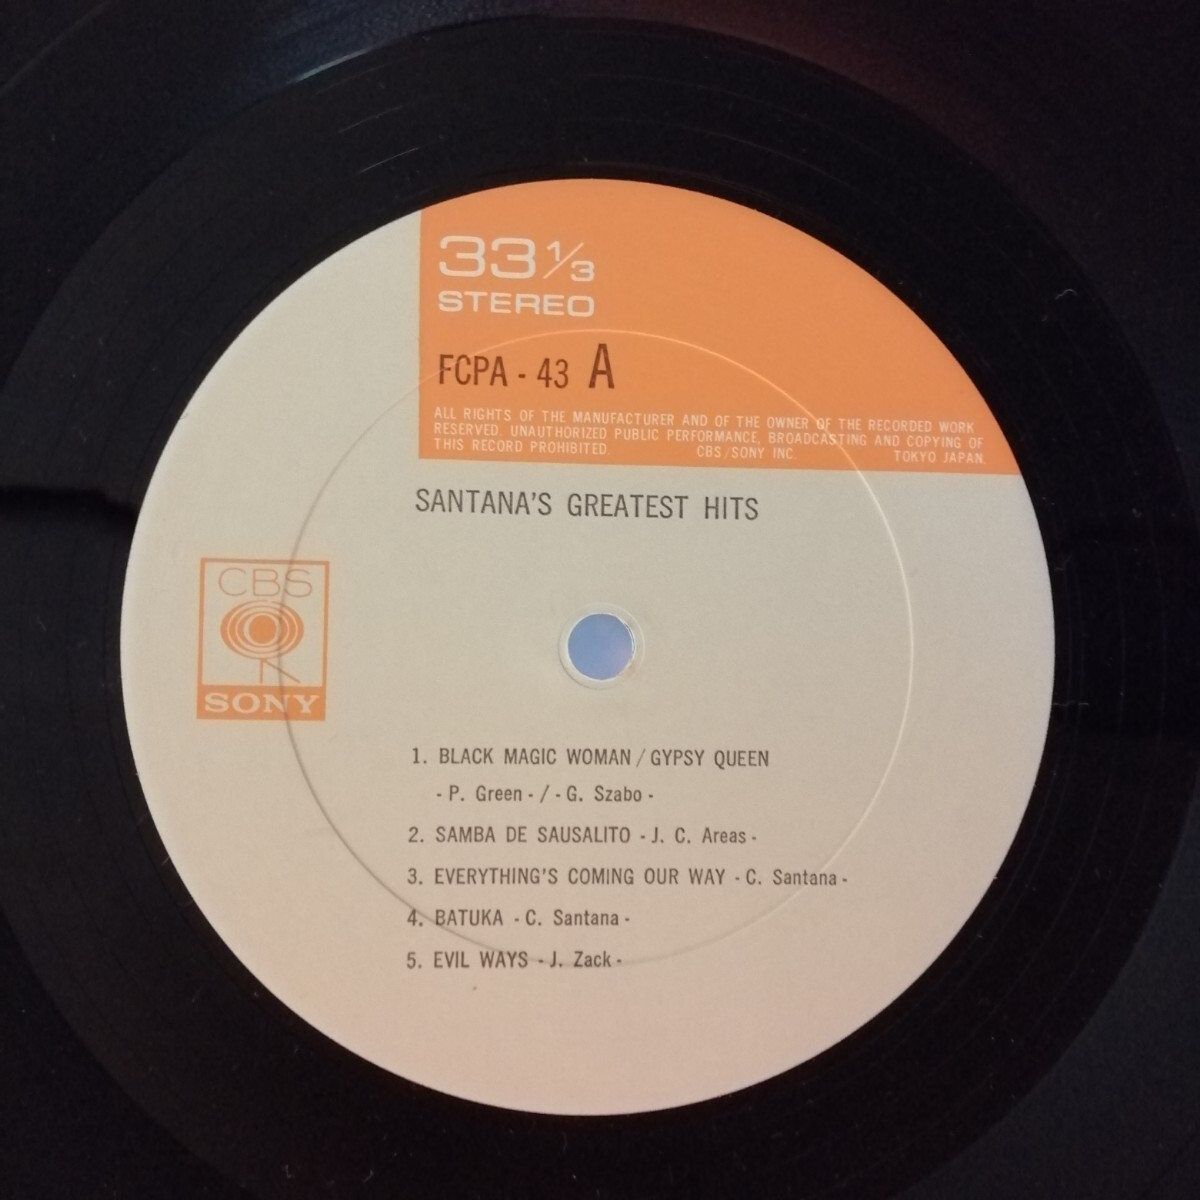 33 1/3
STEREO
FCPA - 43 A
ALL RIGHTS OF THE MANUFACTURER AND OF THE OWNER OF THE RECORDED WORK
RESERVED. UNAUTHORIZED PUBLIC PERFORMANCE, BROADCASTING AND COPYING OF
THIS RECORD PROHIBITED. CBS/SONY INC. TOKYO JAPAN.
SANTANA'S GREATEST HITS
CBS
SONY
1. BLACK MAGIC WOMAN / GYPSY QUEEN
- P. Green - / - G. Szabo -
2. SAMBA DE SAUSALITO - J. C. Areas -
3. EVERYTHING'S COMING OUR WAY - C. Santana -
4. BATUKA - C. Santana -
5. EVIL WAYS - J. Zack -